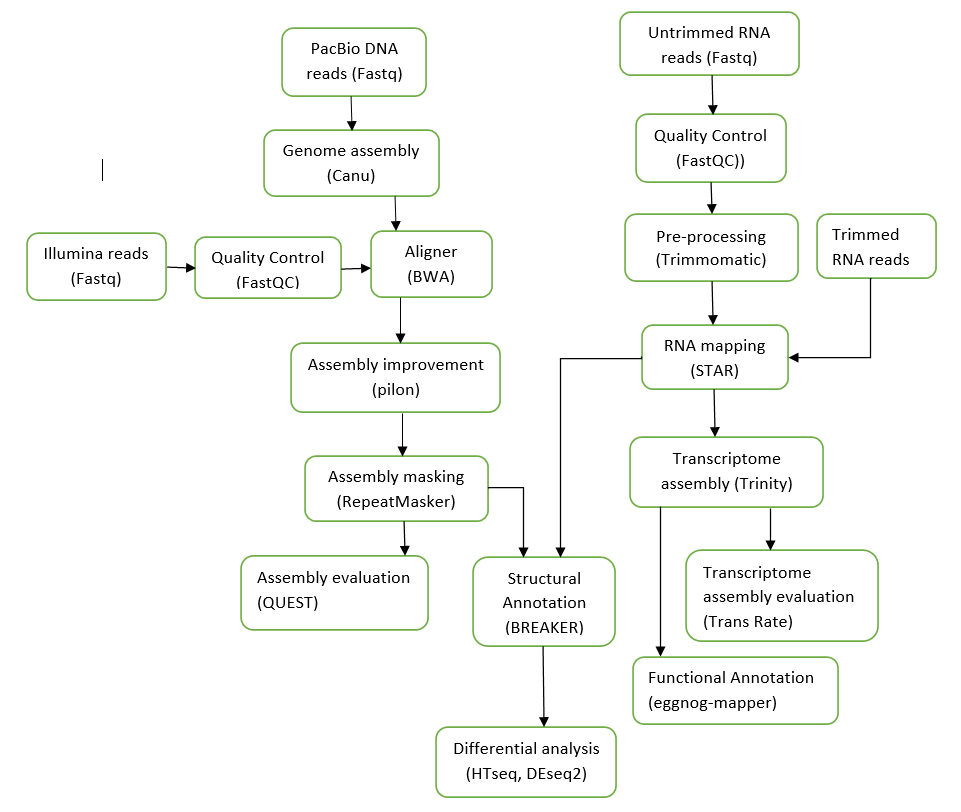 PacBio DNA
reads (Fastq)
Untrimmed RNA
reads (Fastq)
Genome assembly
(Canu)
Quality Control
(FastQC))
Illumina reads
(Fastq)
Quality Control
(FastQC)
Aligner
(BWA)
Pre-processing
(Trimmomatic)
Trimmed
RNA reads
Assembly improvement
(pilon)
RNA mapping
(STAR)
Assembly masking
(RepeatMasker)
Transcriptome
assembly (Trinity)
Assembly evaluation
(QUEST)
Structural
Annotation
(BREAKER)
Transcriptome
assembly evaluation
(Trans Rate)
Functional Annotation
(eggnog-mapper)
Differential analysis
(HTseq, DEseq2)